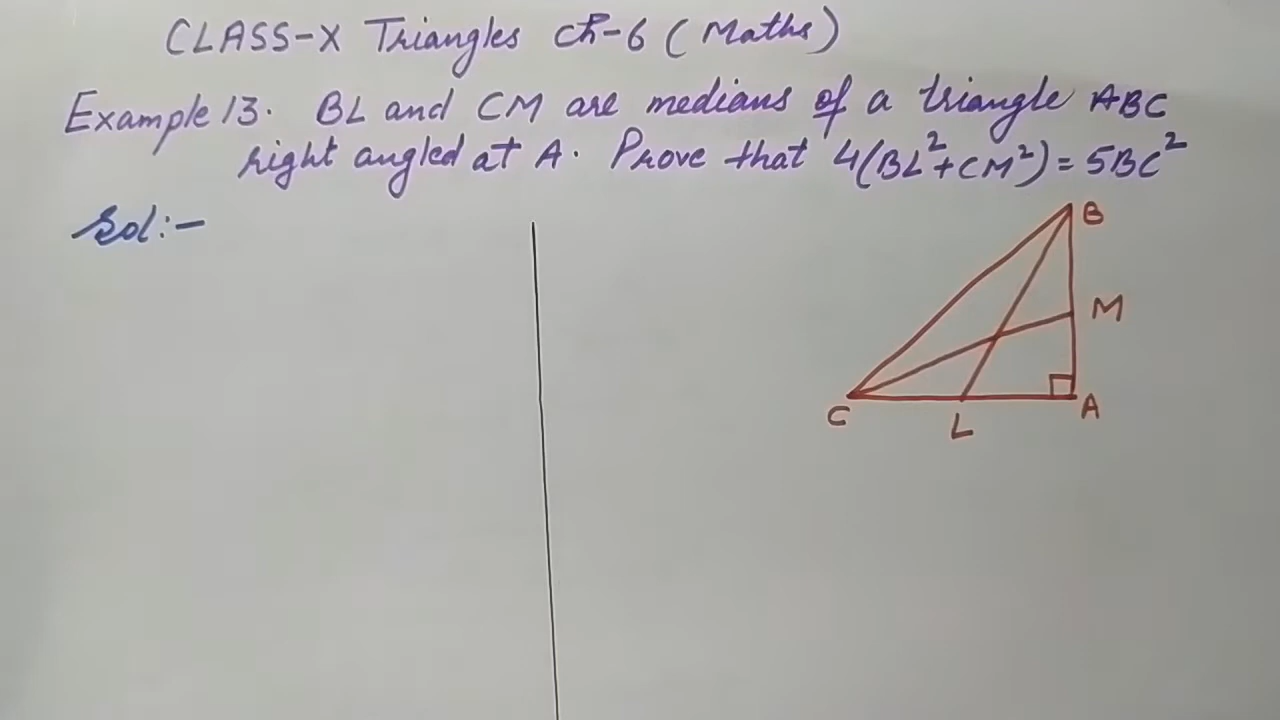 CLASS-X Triangles Ch-6 (Maths)
Example 13. BL and CM are medians of a triangle ABC
right angled at A. Prove that 4(BL²+CM²)=5BC²
Sol:-
B
M
A
C
L